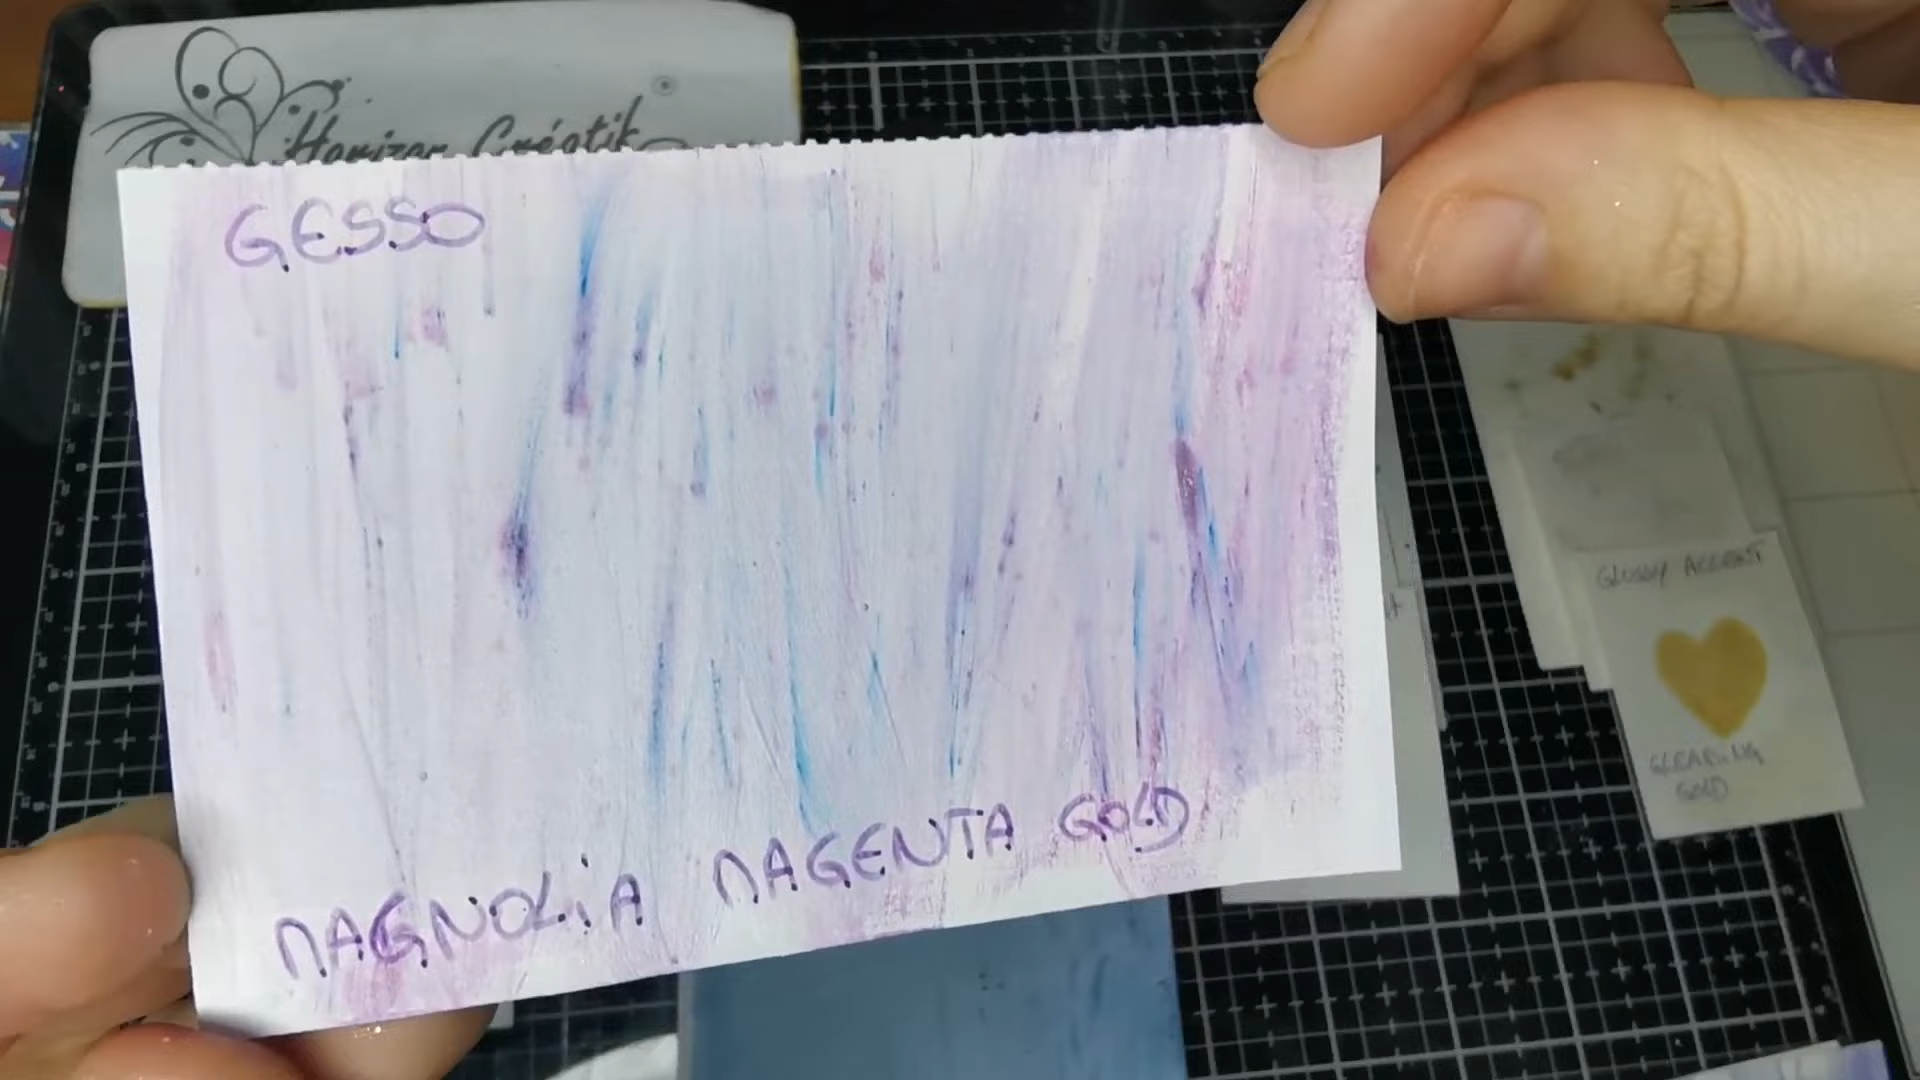 Horizon Créatik
GESSO
MAGNOLiA MAGENTA GOLD
GLOSSY ACCENT
GLEAMiNG
GOLD